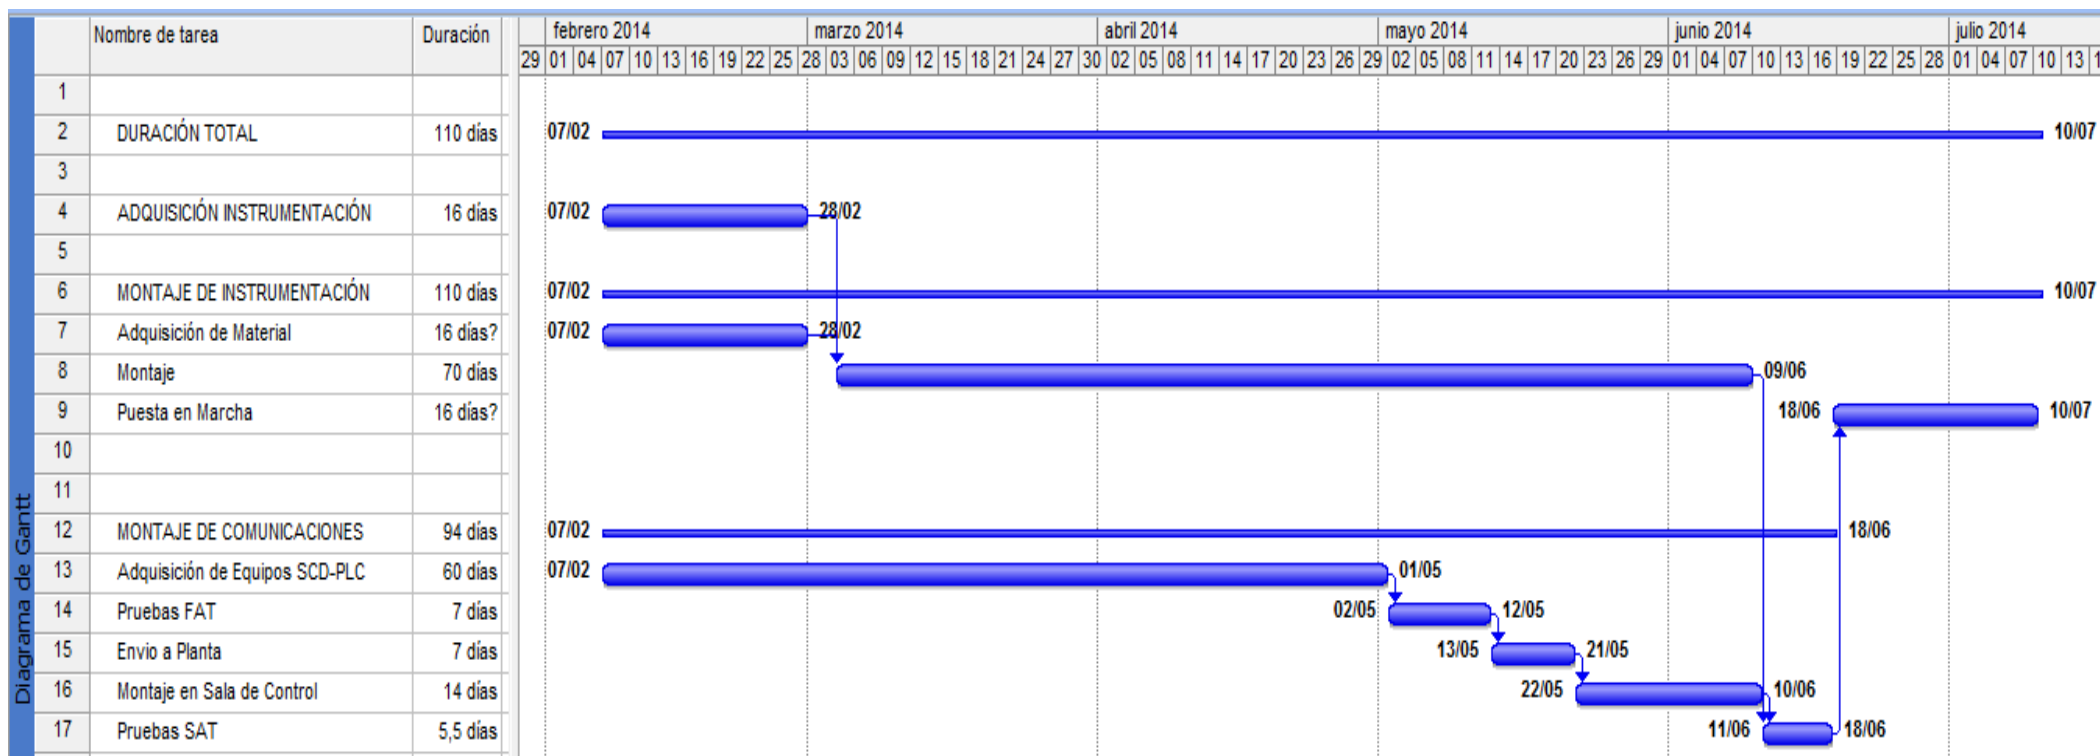 Nombre de tarea Duración febrero 2014 marzo 2014 abril 2014 mayo 2014 junio 2014 julio 2014
29 01 04 07 10 13 16 19 22 25 28 03 06 09 12 15 18 21 24 27 30 02 05 08 11 14 17 20 23 26 29 02 05 08 11 14 17 20 23 26 29 01 04 07 10 13 16 19 22 25 28 01 04 07 10 13
1
2 DURACIÓN TOTAL 110 días 07/02 10/07
3
4 ADQUISICIÓN INSTRUMENTACIÓN 16 días 07/02 28/02
5
6 MONTAJE DE INSTRUMENTACIÓN 110 días 07/02 10/07
7 Adquisición de Material 16 días? 07/02 28/02
8 Montaje 70 días 09/06
9 Puesta en Marcha 16 días? 18/06 10/07
10
11
12 MONTAJE DE COMUNICACIONES 94 días 07/02 18/06
13 Adquisición de Equipos SCD-PLC 60 días 07/02 01/05
14 Pruebas FAT 7 días 02/05 12/05
15 Envio a Planta 7 días 13/05 21/05
16 Montaje en Sala de Control 14 días 22/05 10/06
17 Pruebas SAT 5,5 días 11/06 18/06
Diagrama de Gantt